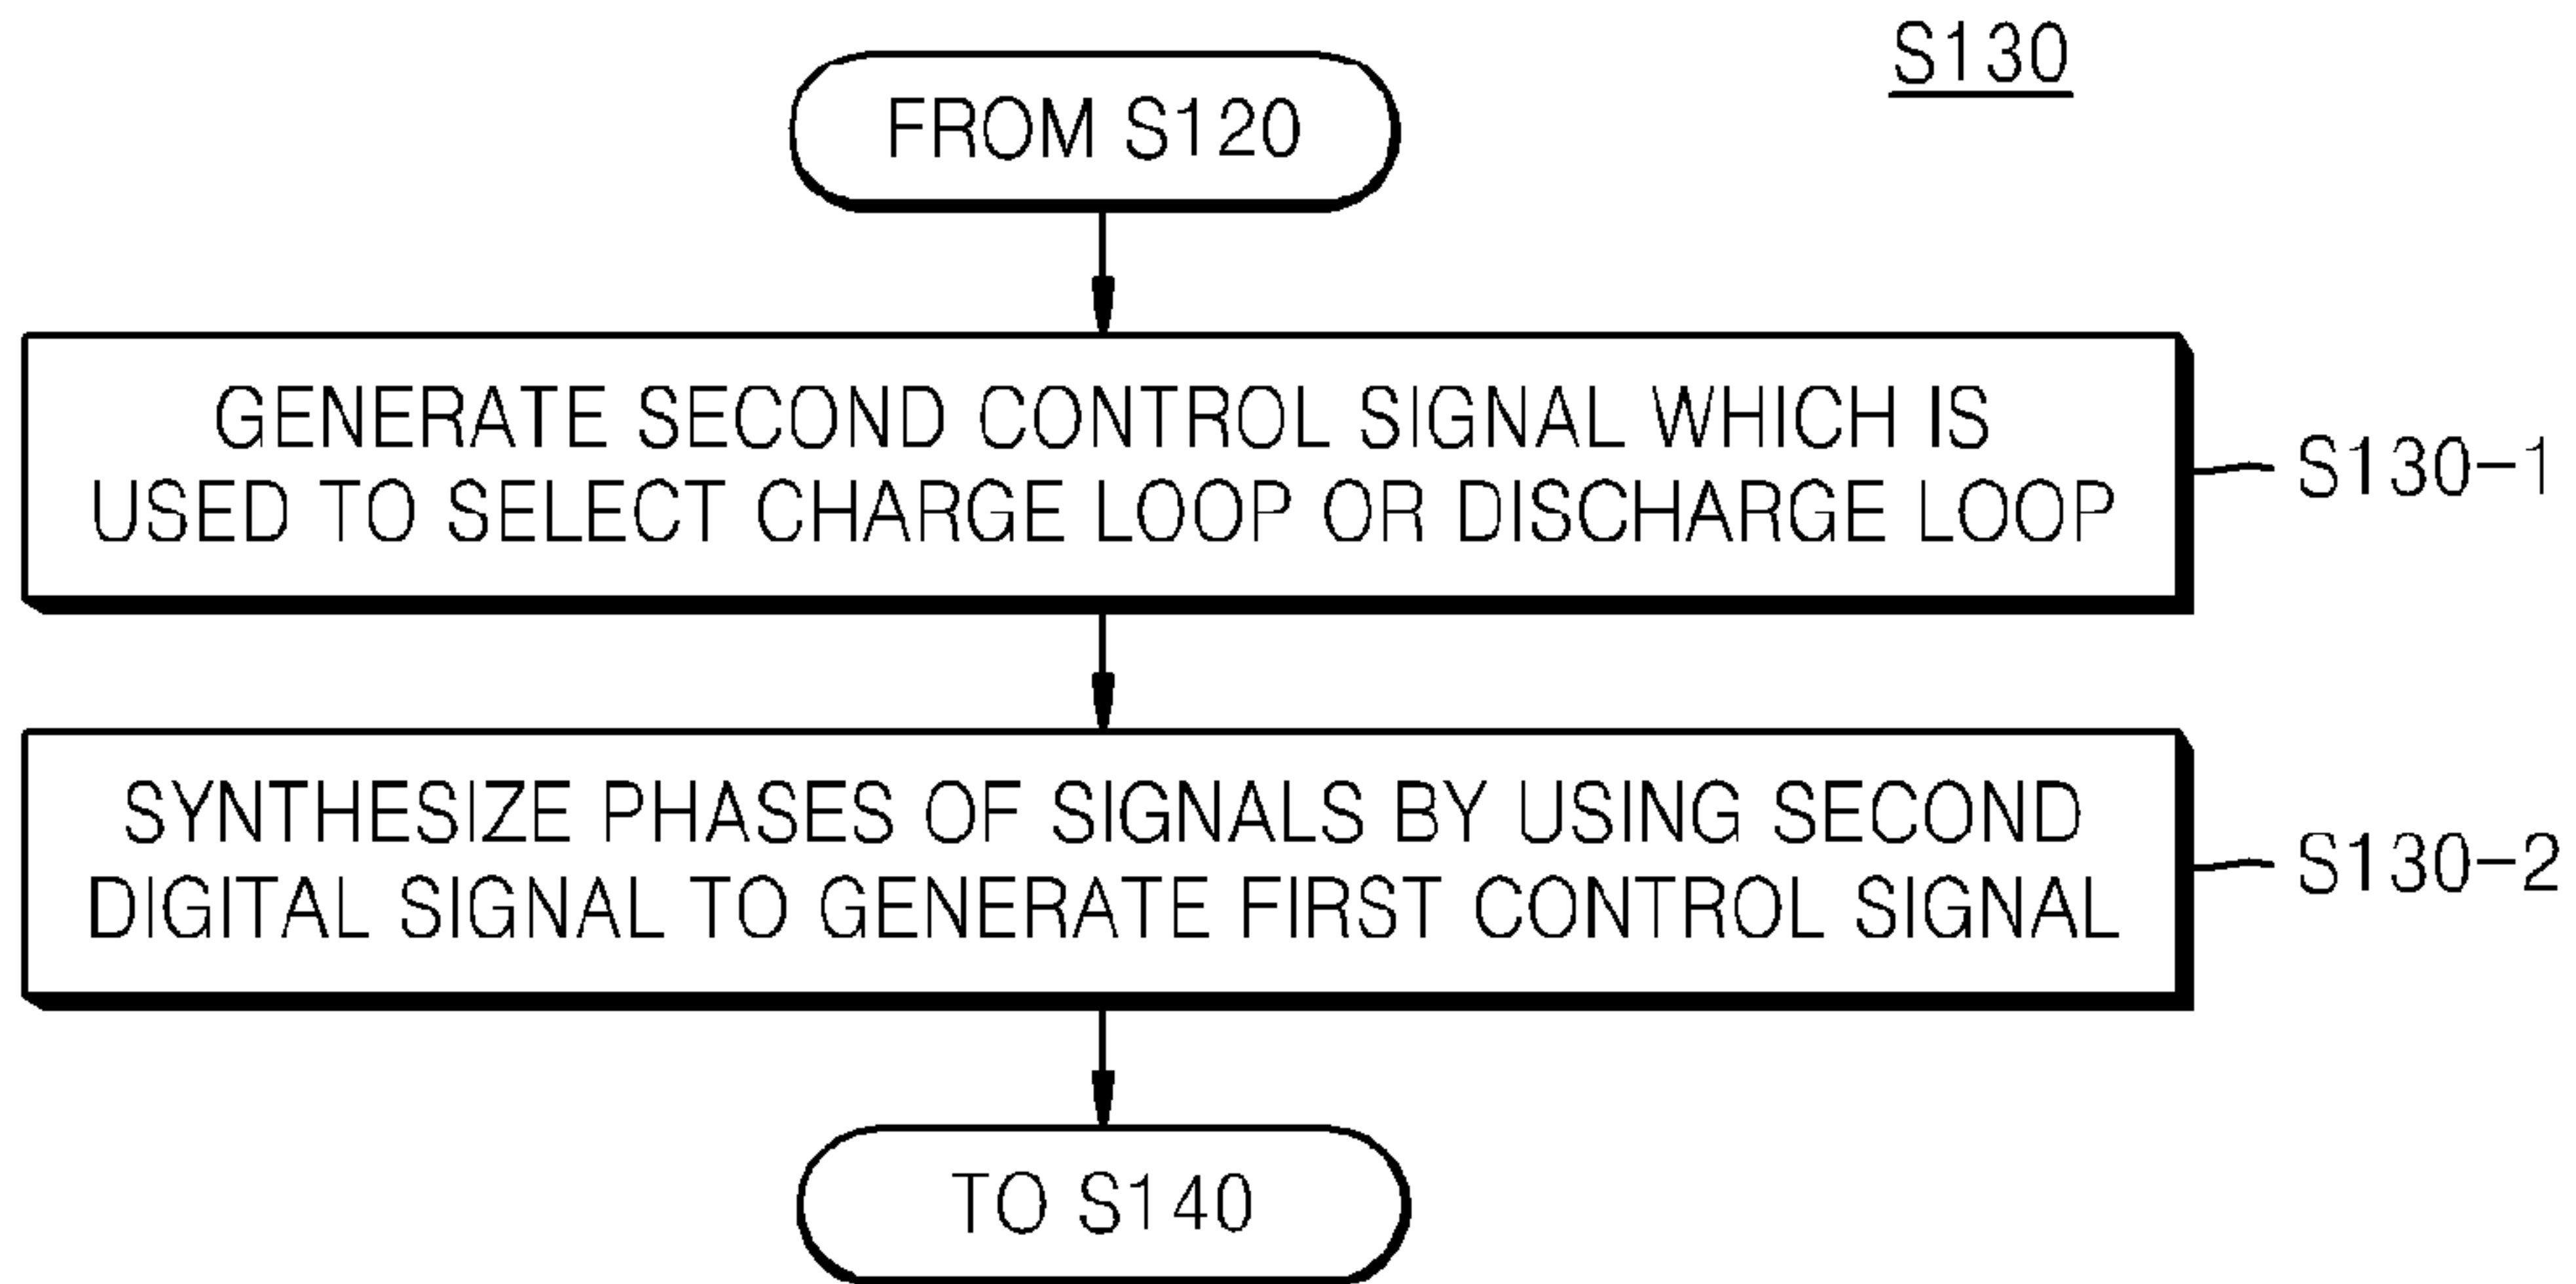 S130
FROM S120
GENERATE SECOND CONTROL SIGNAL WHICH IS
USED TO SELECT CHARGE LOOP OR DISCHARGE LOOP
S130-1
SYNTHESIZE PHASES OF SIGNALS BY USING SECOND
DIGITAL SIGNAL TO GENERATE FIRST CONTROL SIGNAL
S130-2
TO S140